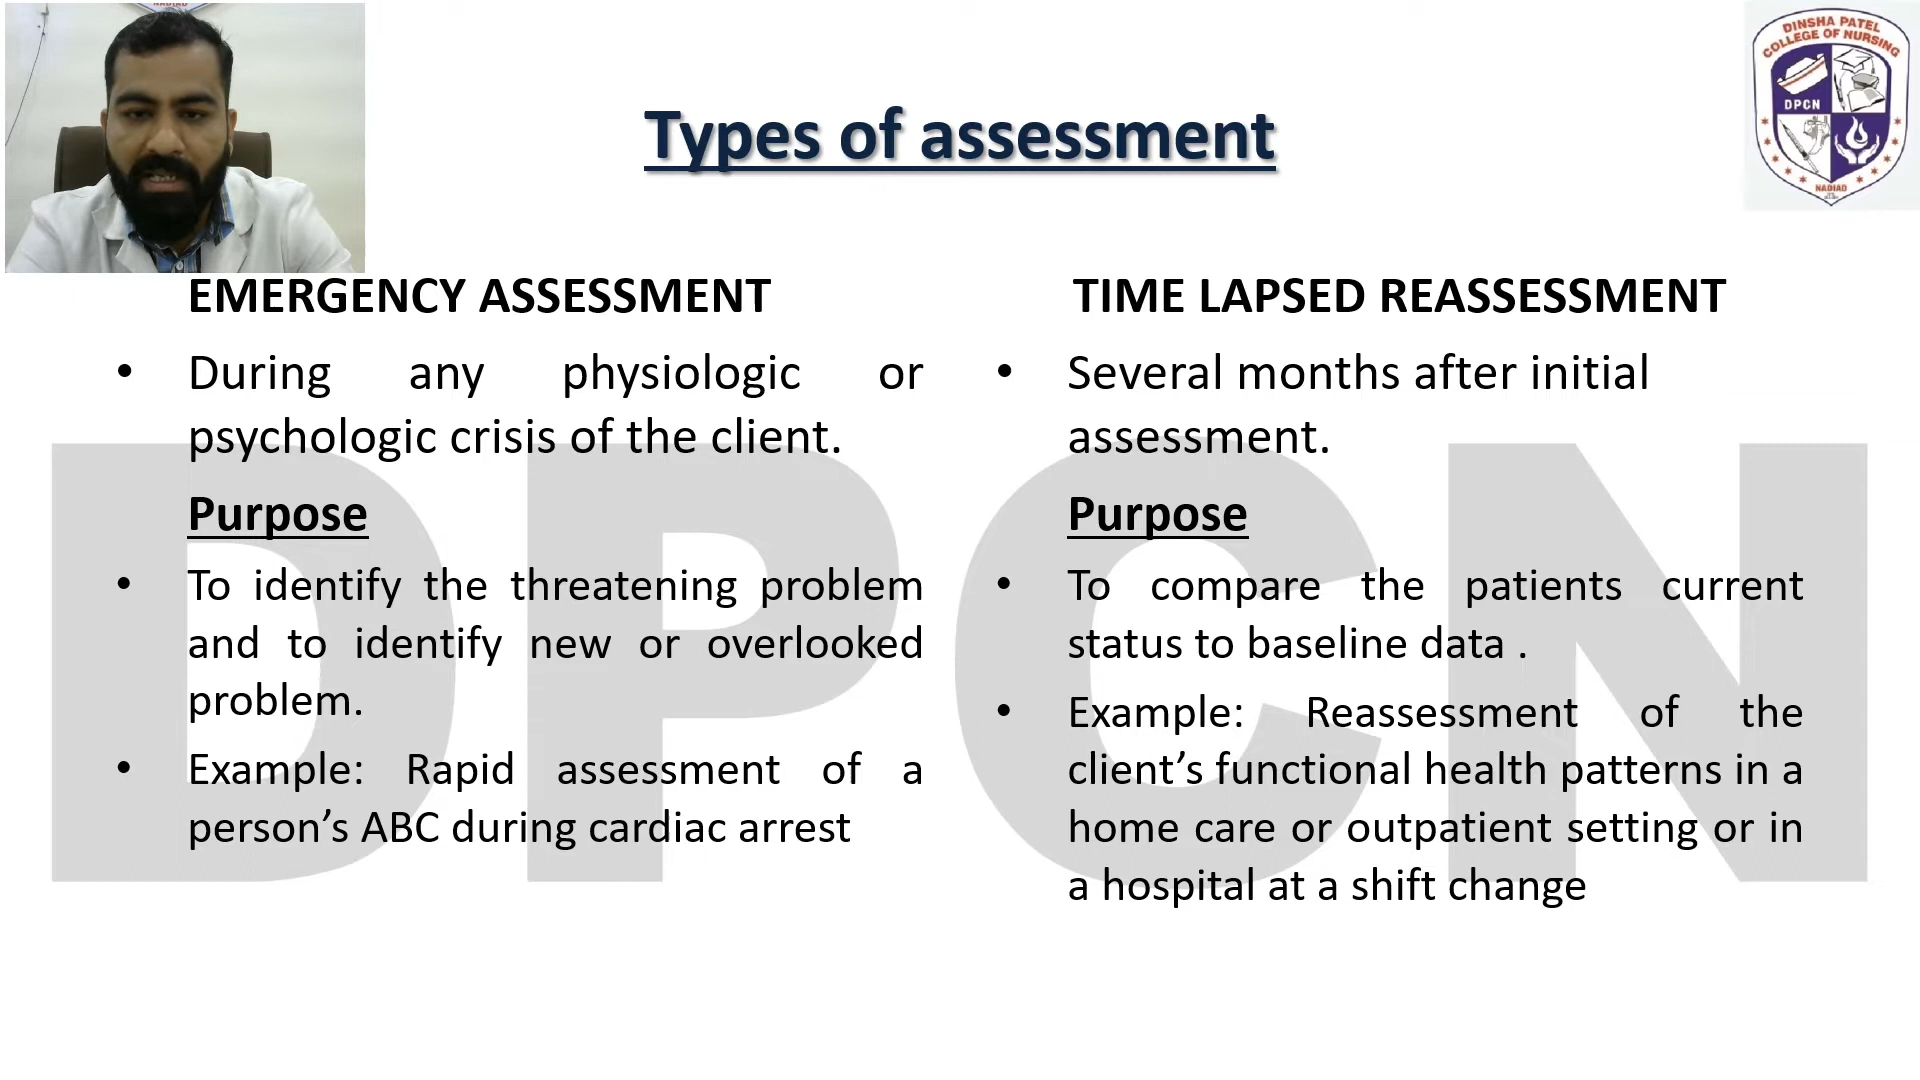 NADIAD
DINSHA PATEL
COLLEGE OF NURSING
DPCN
NADIAD
Types of assessment
EMERGENCY ASSESSMENT
• During any physiologic or
psychologic crisis of the client.
Purpose
• To identify the threatening problem
and to identify new or overlooked
problem.
• Example: Rapid assessment of a
person’s ABC during cardiac arrest
TIME LAPSED REASSESSMENT
• Several months after initial
assessment.
Purpose
• To compare the patients current
status to baseline data .
• Example: Reassessment of the
client’s functional health patterns in a
home care or outpatient setting or in
a hospital at a shift change
DPCN